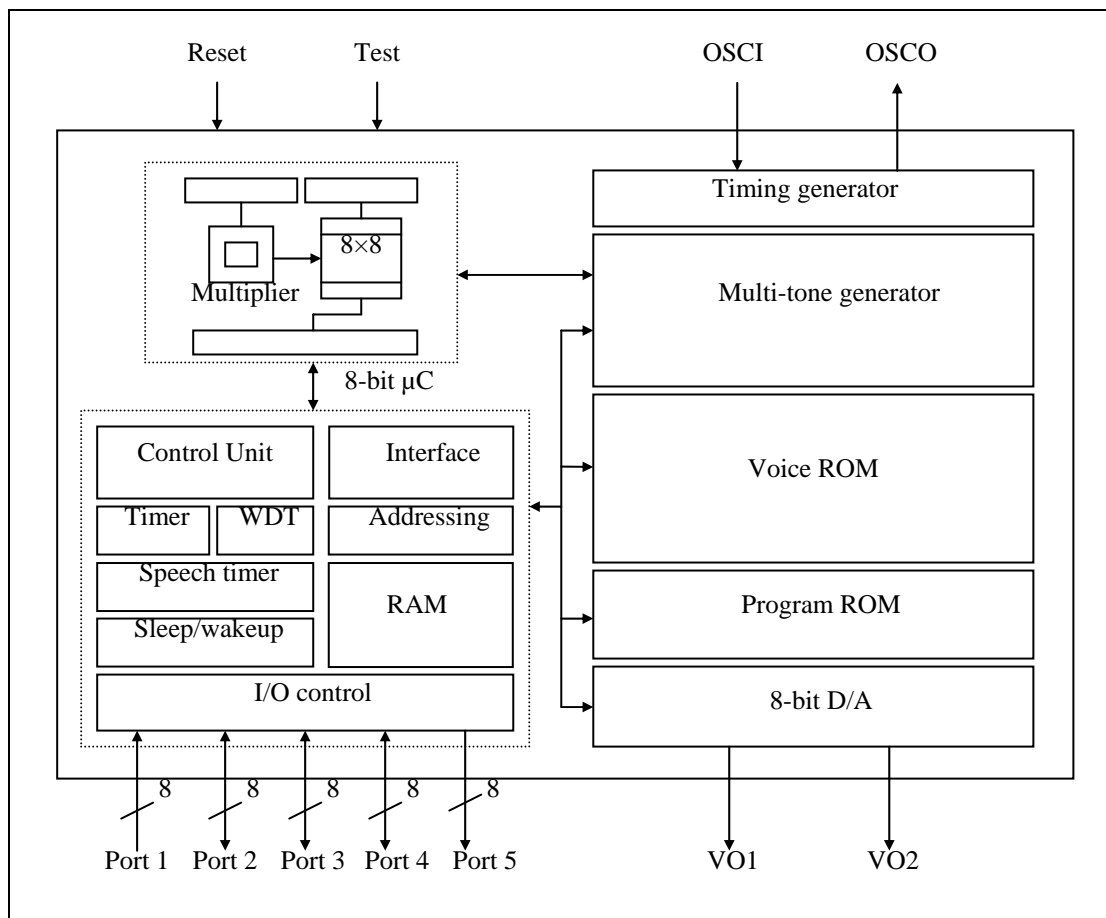 Reset Test OSCI OSCO
Timing generator
8×8
Multiplier
Multi-tone generator
8-bit μC
Control Unit Interface
Voice ROM
Timer WDT Addressing
Speech timer
RAM
Program ROM
Sleep/wakeup
I/O control
8-bit D/A
8 8 8 8 8
Port 1 Port 2 Port 3 Port 4 Port 5 VO1 VO2